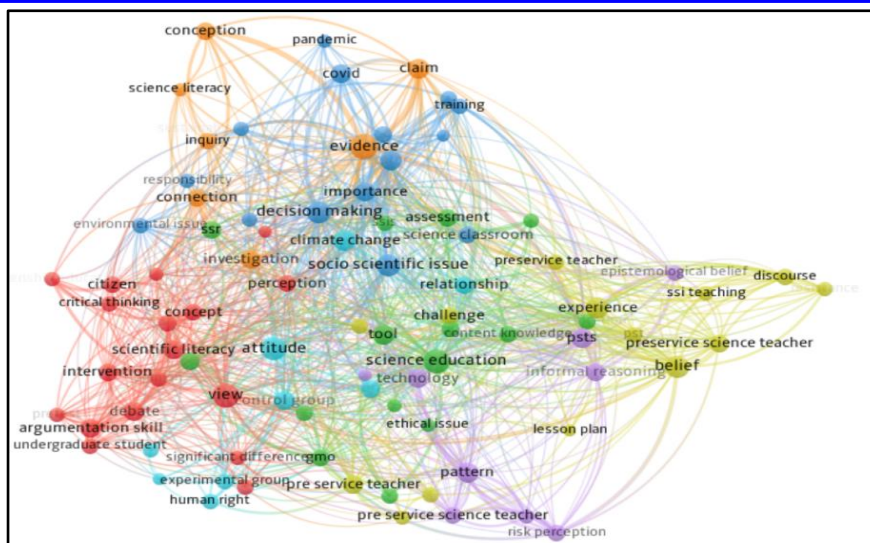 conception
pandemic
covid
claim
science literacy
training
inquiry
evidence
responsibility
connection
importance
environmental issue
decision making
assessment
ssr
science classroom
climate change
investigation
socio scientific issue
preservice teacher
epistemological belief
discourse
citizen
perception
relationship
ssi teaching
critical thinking
concept
challenge
experience
scientific literacy
attitude
tool
content knowledge
psts
pst
preservice science teacher
intervention
science education
technology
informal reasoning
belief
view
control group
debate
pretest
argumentation skill
ethical issue
lesson plan
undergraduate student
significant difference
gmo
experimental group
pre service teacher
pattern
human right
pre service science teacher
risk perception